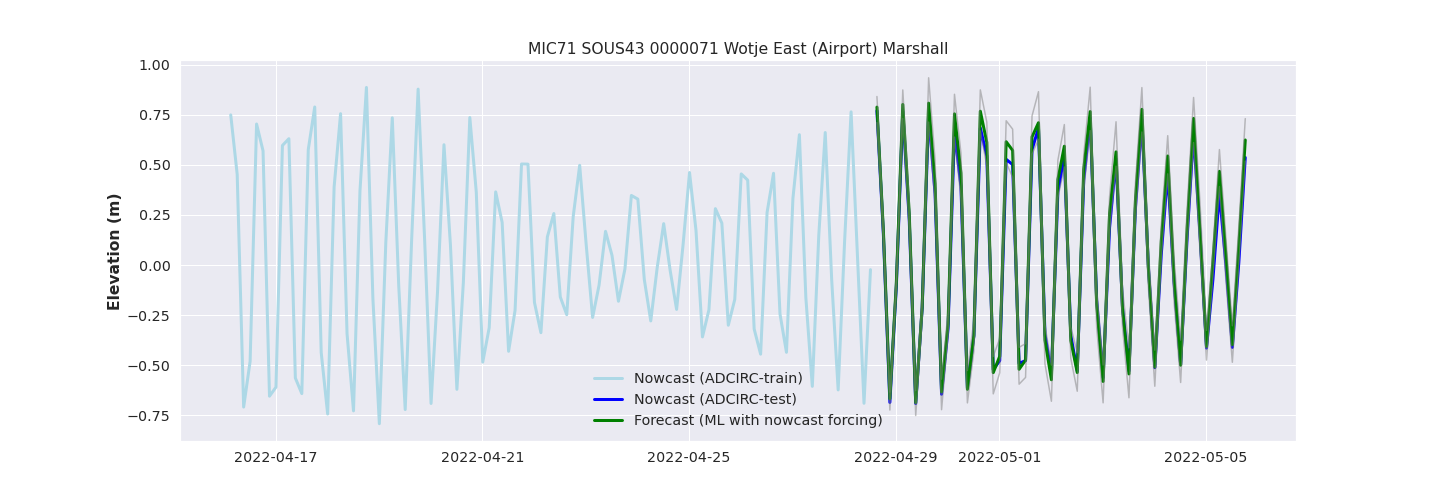 MIC71 SOUS43 0000071 Wotje East (Airport) Marshall
Elevation (m)
1.00
0.75
0.50
0.25
0.00
−0.25
−0.50
−0.75
Nowcast (ADCIRC-train)
Nowcast (ADCIRC-test)
Forecast (ML with nowcast forcing)
2022-04-17 2022-04-21 2022-04-25 2022-04-29 2022-05-01 2022-05-05